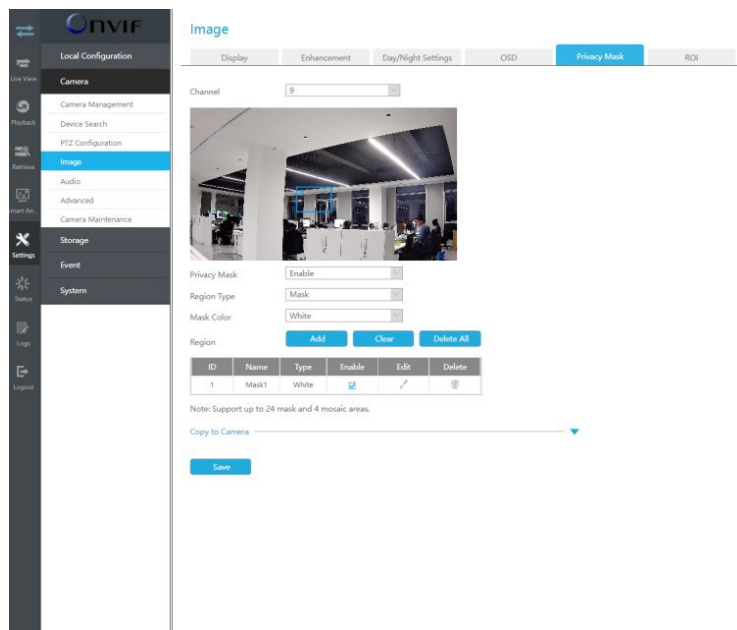 ONVIF
Image
Local Configuration
Display Enhancement Day/Night Settings OSD Privacy Mask ROI
Live View
Camera
Channel 9
Camera Management
Playback
Device Search
PTZ Configuration
Retrieve
Image
Audio
mart An...
Advanced
Camera Maintenance
Settings
Storage
Event
Privacy Mask Enable
Status
System
Region Type Mask
Mask Color White
Logs
Region Add Clear Delete All
ID Name Type Enable Edit Delete
Logout
1 Mask1 White
Note: Support up to 24 mask and 4 mosaic areas.
Copy to Camera
Save